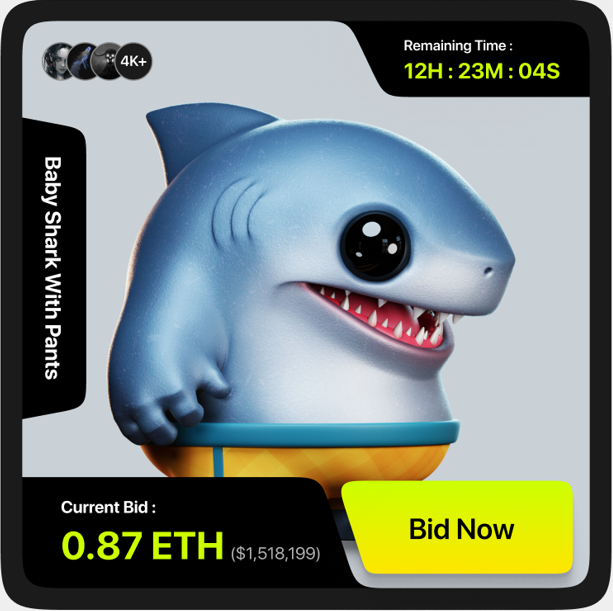 4K+
Remaining Time :
12H : 23M : 04S
Baby Shark With Pants
Current Bid :
0.87 ETH ($1,518,199)
Bid Now